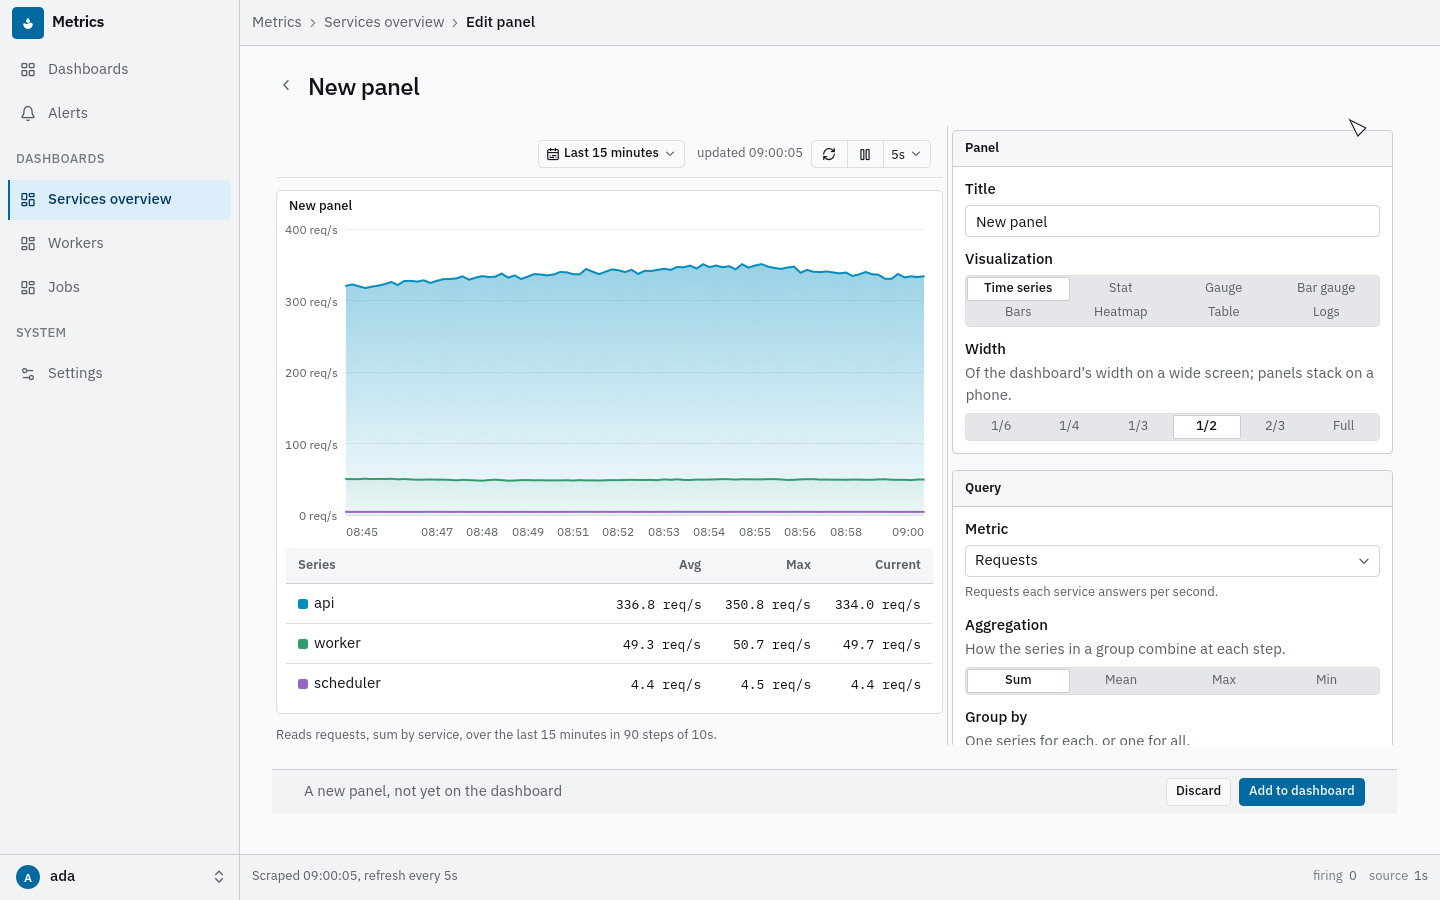 Metrics
Dashboards
Alerts
DASHBOARDS
Services overview
Workers
Jobs
SYSTEM
Settings
A
ada
Metrics > Services overview > Edit panel
New panel
Last 15 minutes
updated 09:00:05
5s
New panel
400 req/s
300 req/s
200 req/s
100 req/s
0 req/s
08:45 08:47 08:48 08:49 08:51 08:52 08:53 08:54 08:55 08:56 08:58 09:00
Series Avg Max Current
api 336.8 req/s 350.8 req/s 334.0 req/s
worker 49.3 req/s 50.7 req/s 49.7 req/s
scheduler 4.4 req/s 4.5 req/s 4.4 req/s
Reads requests, sum by service, over the last 15 minutes in 90 steps of 10s.
Panel
Title
New panel
Visualization
Time series Stat Gauge Bar gauge
Bars Heatmap Table Logs
Width
Of the dashboard’s width on a wide screen; panels stack on a
phone.
1/6 1/4 1/3 1/2 2/3 Full
Query
Metric
Requests
Requests each service answers per second.
Aggregation
How the series in a group combine at each step.
Sum Mean Max Min
Group by
One series for each, or one for all.
A new panel, not yet on the dashboard
Discard
Add to dashboard
Scraped 09:00:05, refresh every 5s
firing 0 source 1s